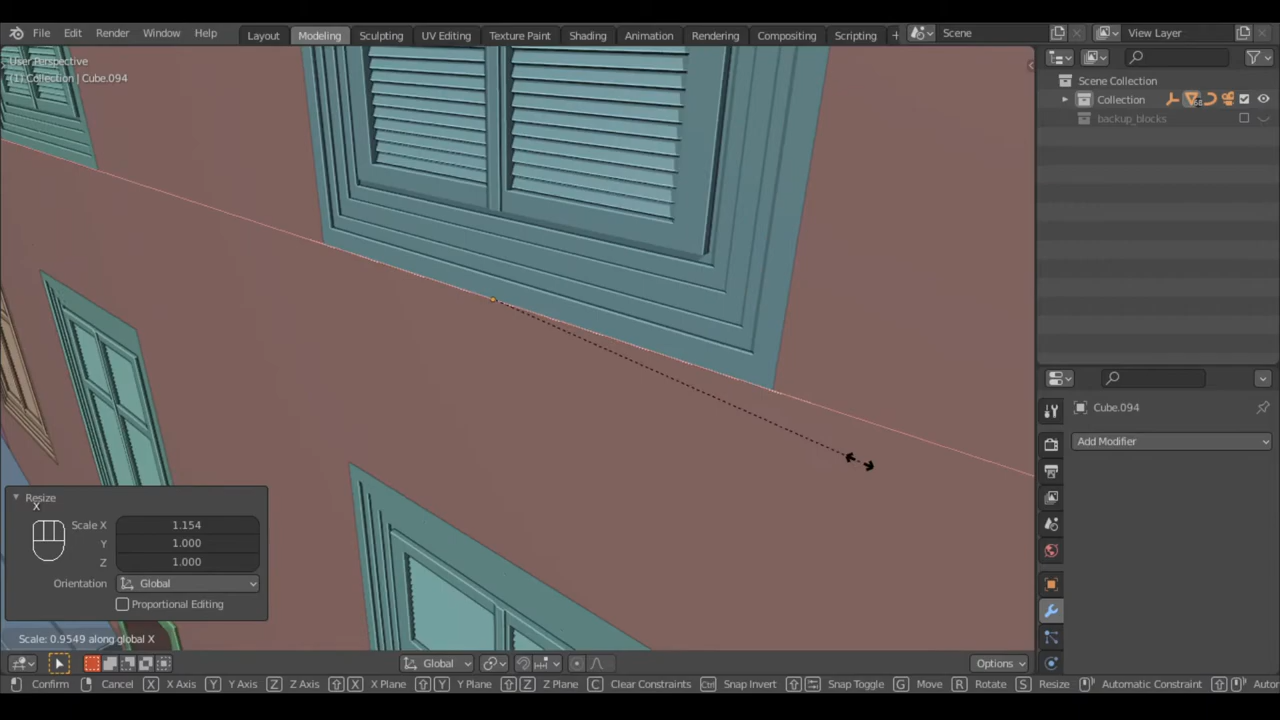 File Edit Render Window Help Layout Modeling Sculpting UV Editing Texture Paint Shading Animation Rendering Compositing Scripting + Scene View Layer
User Perspective
(1) Collection | Cube.094
Scene Collection
Collection
backup_blocks
Cube.094
Add Modifier
Resize
X
Scale X 1.154
Y 1.000
Z 1.000
Orientation Global
Proportional Editing
Scale: 0.9549 along global X
Global Options
Confirm Cancel X X Axis Y Y Axis Z Z Axis X X Plane Y Y Plane Z Z Plane C Clear Constraints Ctrl Snap Invert Snap Toggle G Move R Rotate S Resize Automatic Constraint Autor